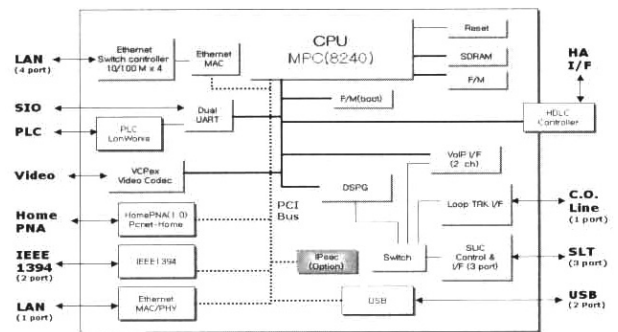 CPU
MPC(8240)
Reset
SDRAM
F/M
F/M(boot)
LAN
(4 port)
Ethernet
Switch controller
10/100 M x 4
Ethernet
MAC
HA
I/F
HDLC
Controller
SIO
Dual
UART
PLC
PLC
LonWorks
Video
VCPex
Video Codec
VoIP I/F
(2 ch)
DSPG
PCI
Bus
Loop TRK I/F
C.O.
Line
(1 port)
Home
PNA
HomePNA(1.0)
Pcnet-Home
IEEE
1394
(2 port)
IEEE1394
IPsec
(Option)
Switch
SLIC
Control &
I/F (3 port)
SLT
(3 port)
LAN
(1 port)
Ethernet
MAC/PHY
USB
USB
(2 Port)